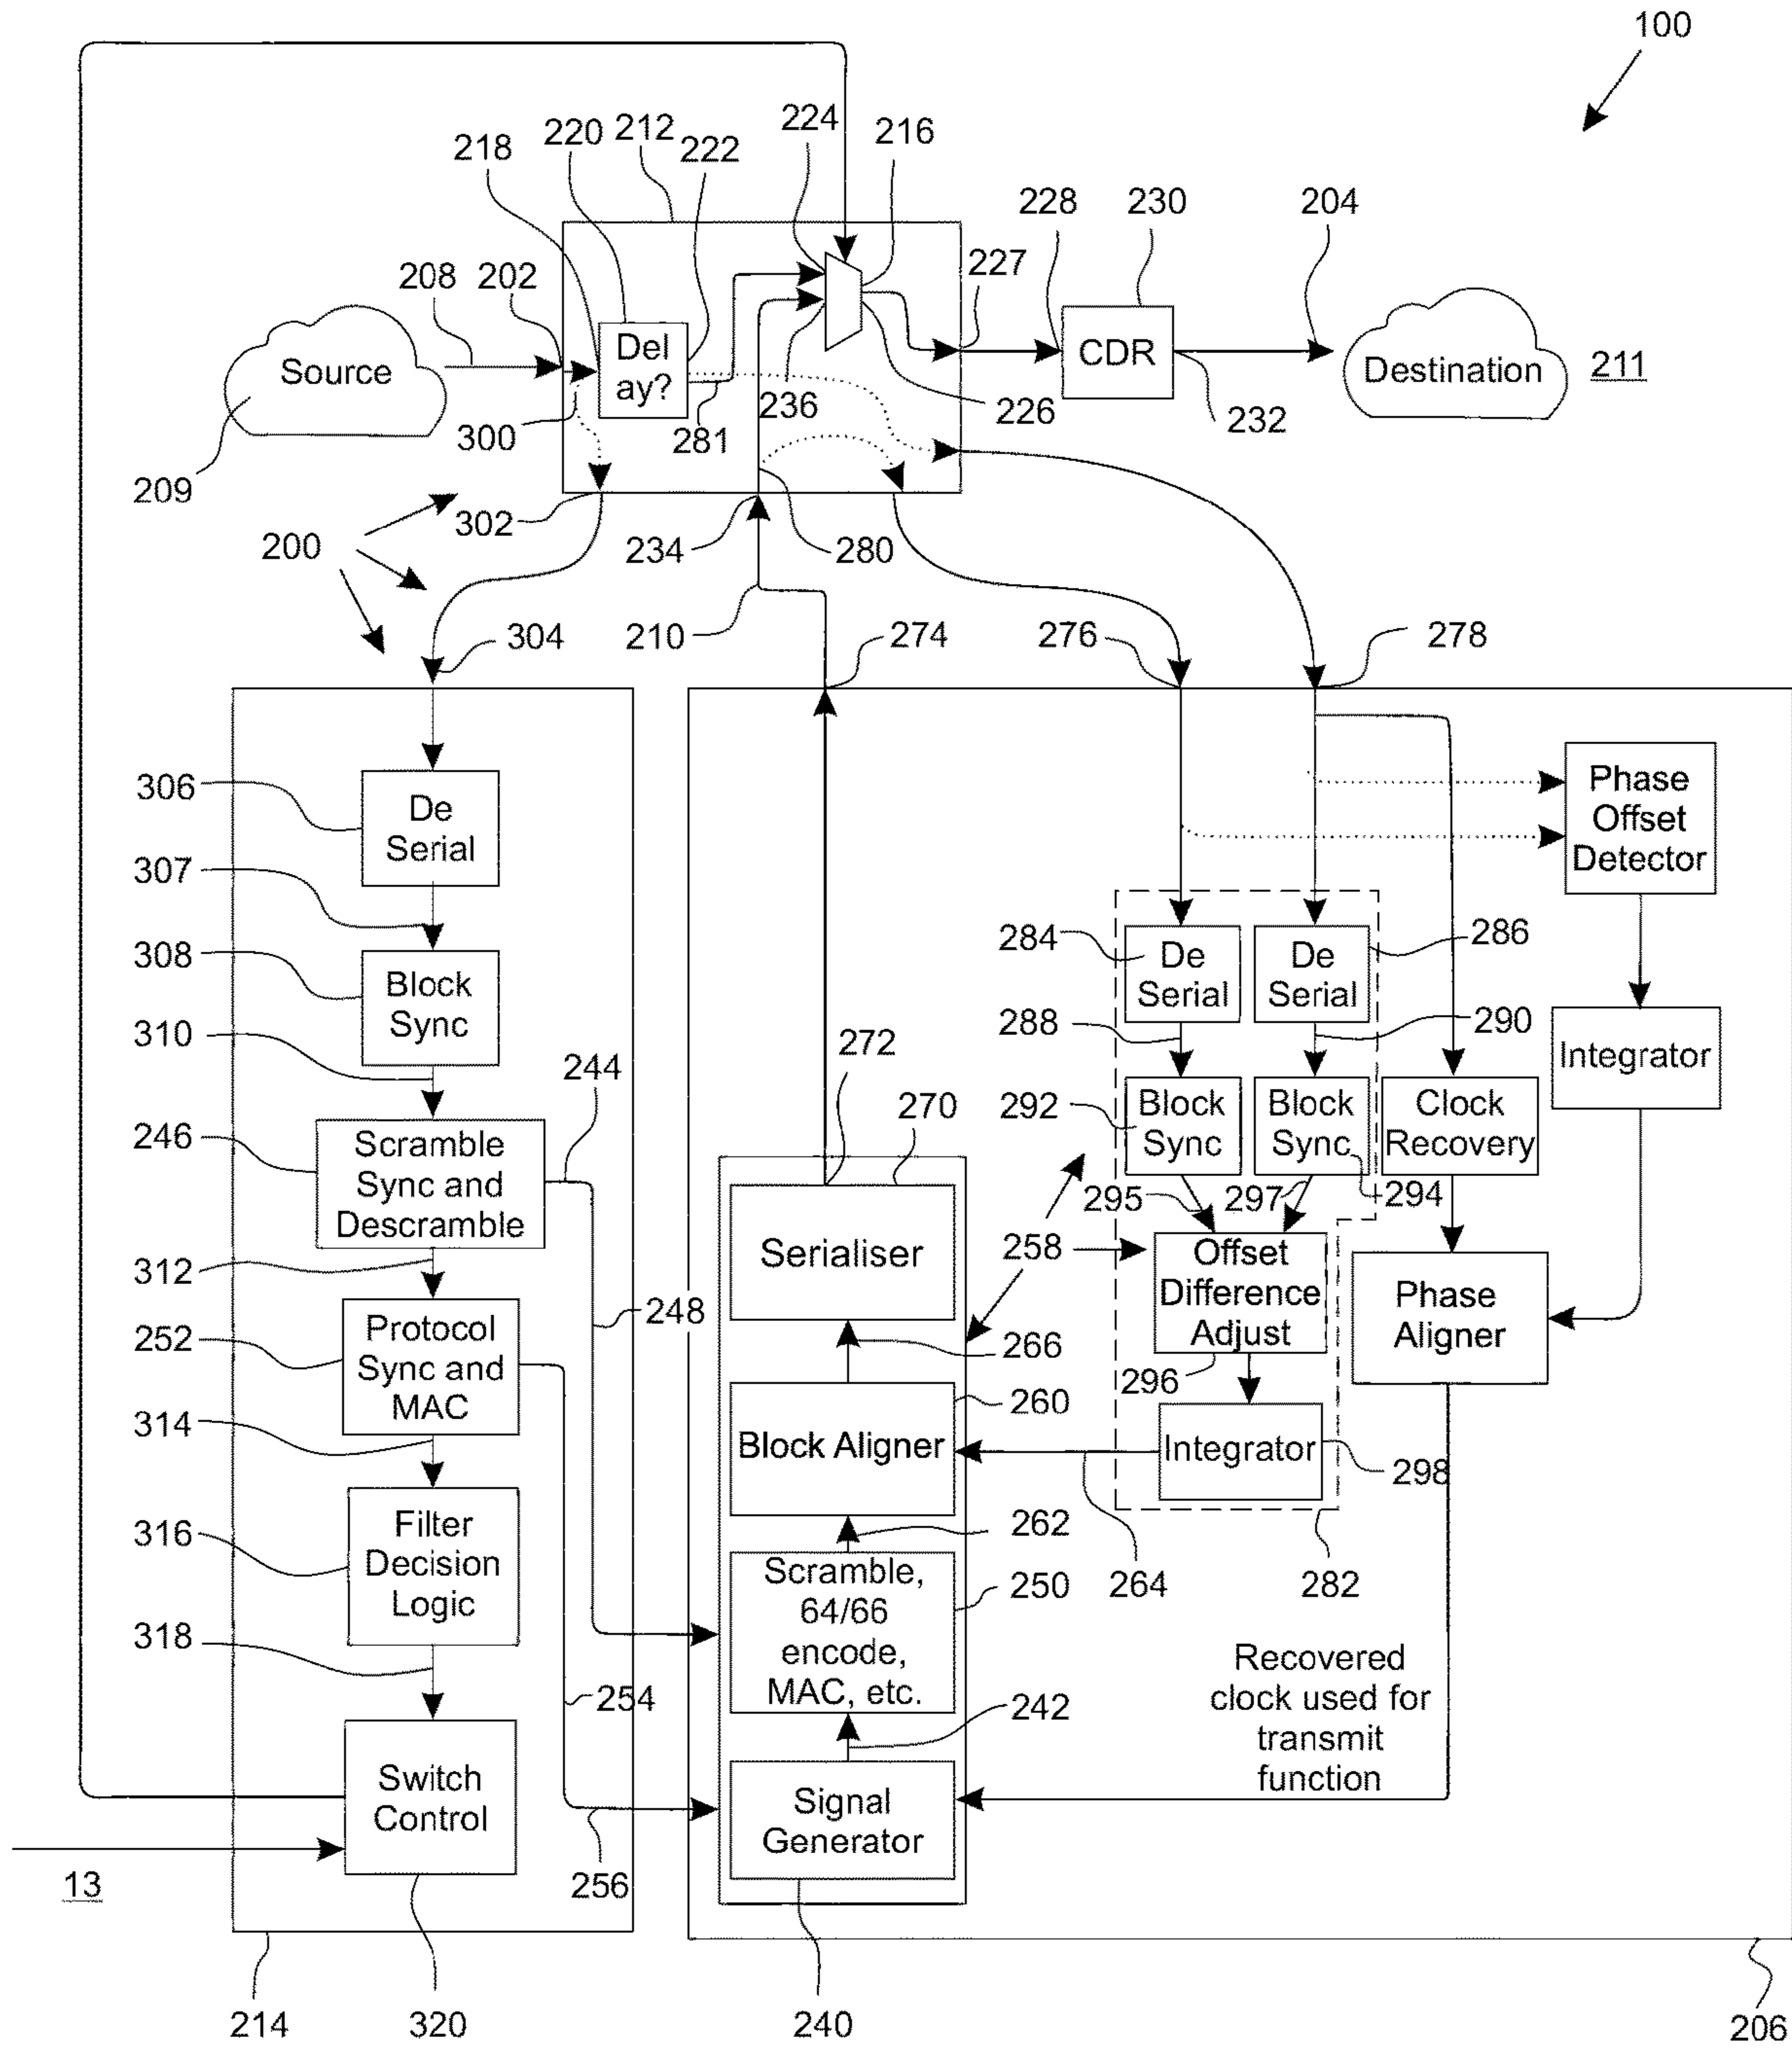 100
224
216
220
212
222
218
228
230
204
227
208
202
Source
Del
ay?
CDR
Destination
211
236
226
232
300
281
209
302
200
234
280
210
274
276
278
304
306
De
Serial
Phase
Offset
Detector
307
308
Block
Sync
284
De
Serial
De
Serial
286
310
288
290
272
Integrator
244
270
292
Block
Sync
Block
Sync
Clock
Recovery
246
Scramble
Sync and
Descramble
295
297
294
312
Serialiser
258
Offset
Difference
Adjust
Phase
Aligner
248
252
Protocol
Sync and
MAC
266
296
260
314
Block Aligner
Integrator
298
316
Filter
Decision
Logic
262
264
282
Scramble,
64/66
encode,
MAC, etc.
250
318
254
242
Recovered
clock used for
transmit
function
Switch
Control
Signal
Generator
13
256
214
320
240
206